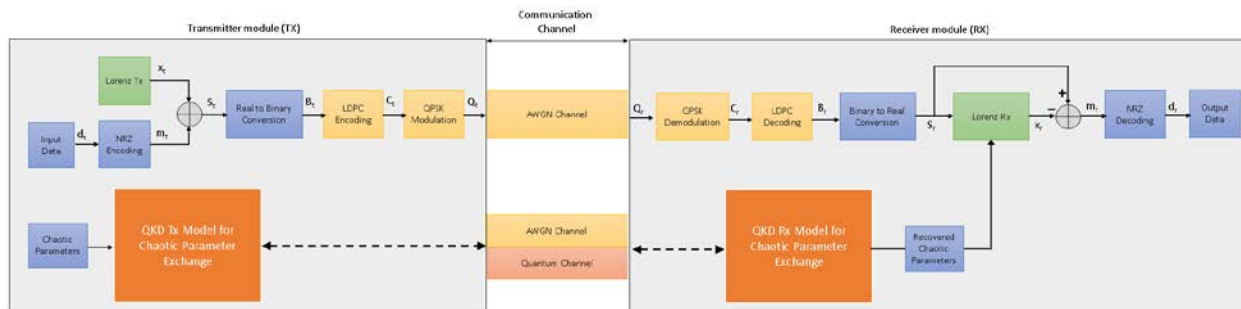 Transmitter module (TX)
Communication
Channel
Receiver module (RX)
Lorenz Tx
xₜ
Sₜ
Real to Binary
Conversion
Bₜ
LDPC
Encoding
Cₜ
QPSK
Modulation
Qₜ
Input
Data
dₜ
NRZ
Encoding
mₜ
AWGN Channel
Qᵣ
QPSK
Demodulation
Cᵣ
LDPC
Decoding
Bᵣ
Binary to Real
Conversion
Sᵣ
Lorenz Rx
xᵣ
+
−
mᵣ
NRZ
Decoding
dᵣ
Output
Data
Chaotic
Parameters
QKD Tx Model for
Chaotic Parameter
Exchange
AWGN Channel
Quantum Channel
QKD Rx Model for
Chaotic Parameter
Exchange
Recovered
Chaotic
Parameters